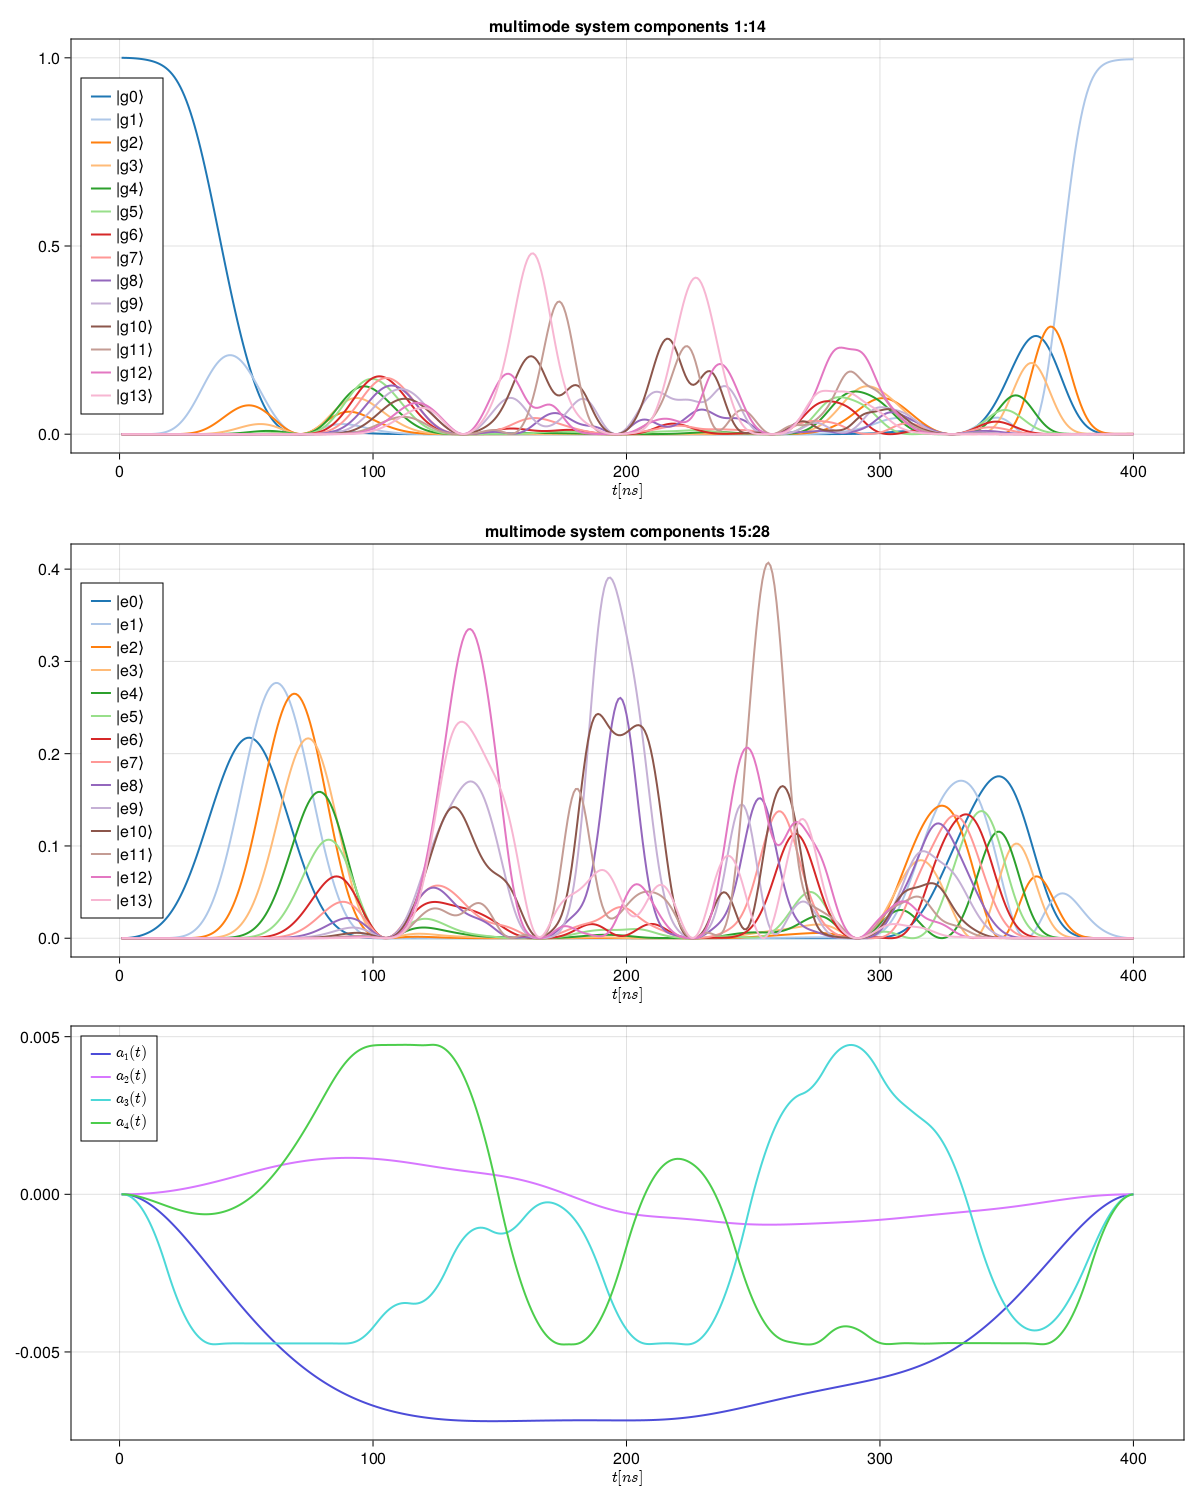 multimode system components 1:14
1.0
0.5
0.0
|g0⟩
|g1⟩
|g2⟩
|g3⟩
|g4⟩
|g5⟩
|g6⟩
|g7⟩
|g8⟩
|g9⟩
|g10⟩
|g11⟩
|g12⟩
|g13⟩
0 100 200 300 400
t[ns]
multimode system components 15:28
0.4
0.3
0.2
0.1
0.0
|e0⟩
|e1⟩
|e2⟩
|e3⟩
|e4⟩
|e5⟩
|e6⟩
|e7⟩
|e8⟩
|e9⟩
|e10⟩
|e11⟩
|e12⟩
|e13⟩
0 100 200 300 400
t[ns]
0.005
0.000
-0.005
a₁(t)
a₂(t)
a₃(t)
a₄(t)
0 100 200 300 400
t[ns]